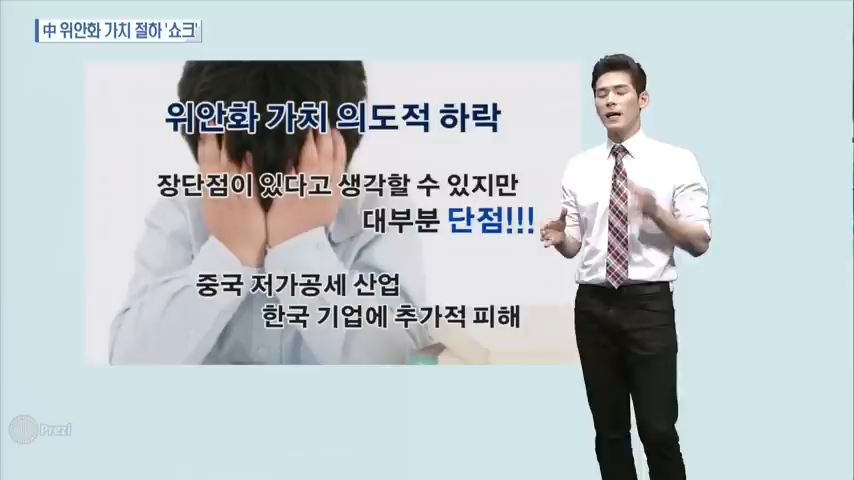 中 위안화 가치 절하 '쇼크'
위안화 가치 의도적 하락
장단점이 있다고 생각할 수 있지만
대부분 단점!!!
중국 저가공세 산업
한국 기업에 추가적 피해
Prezi